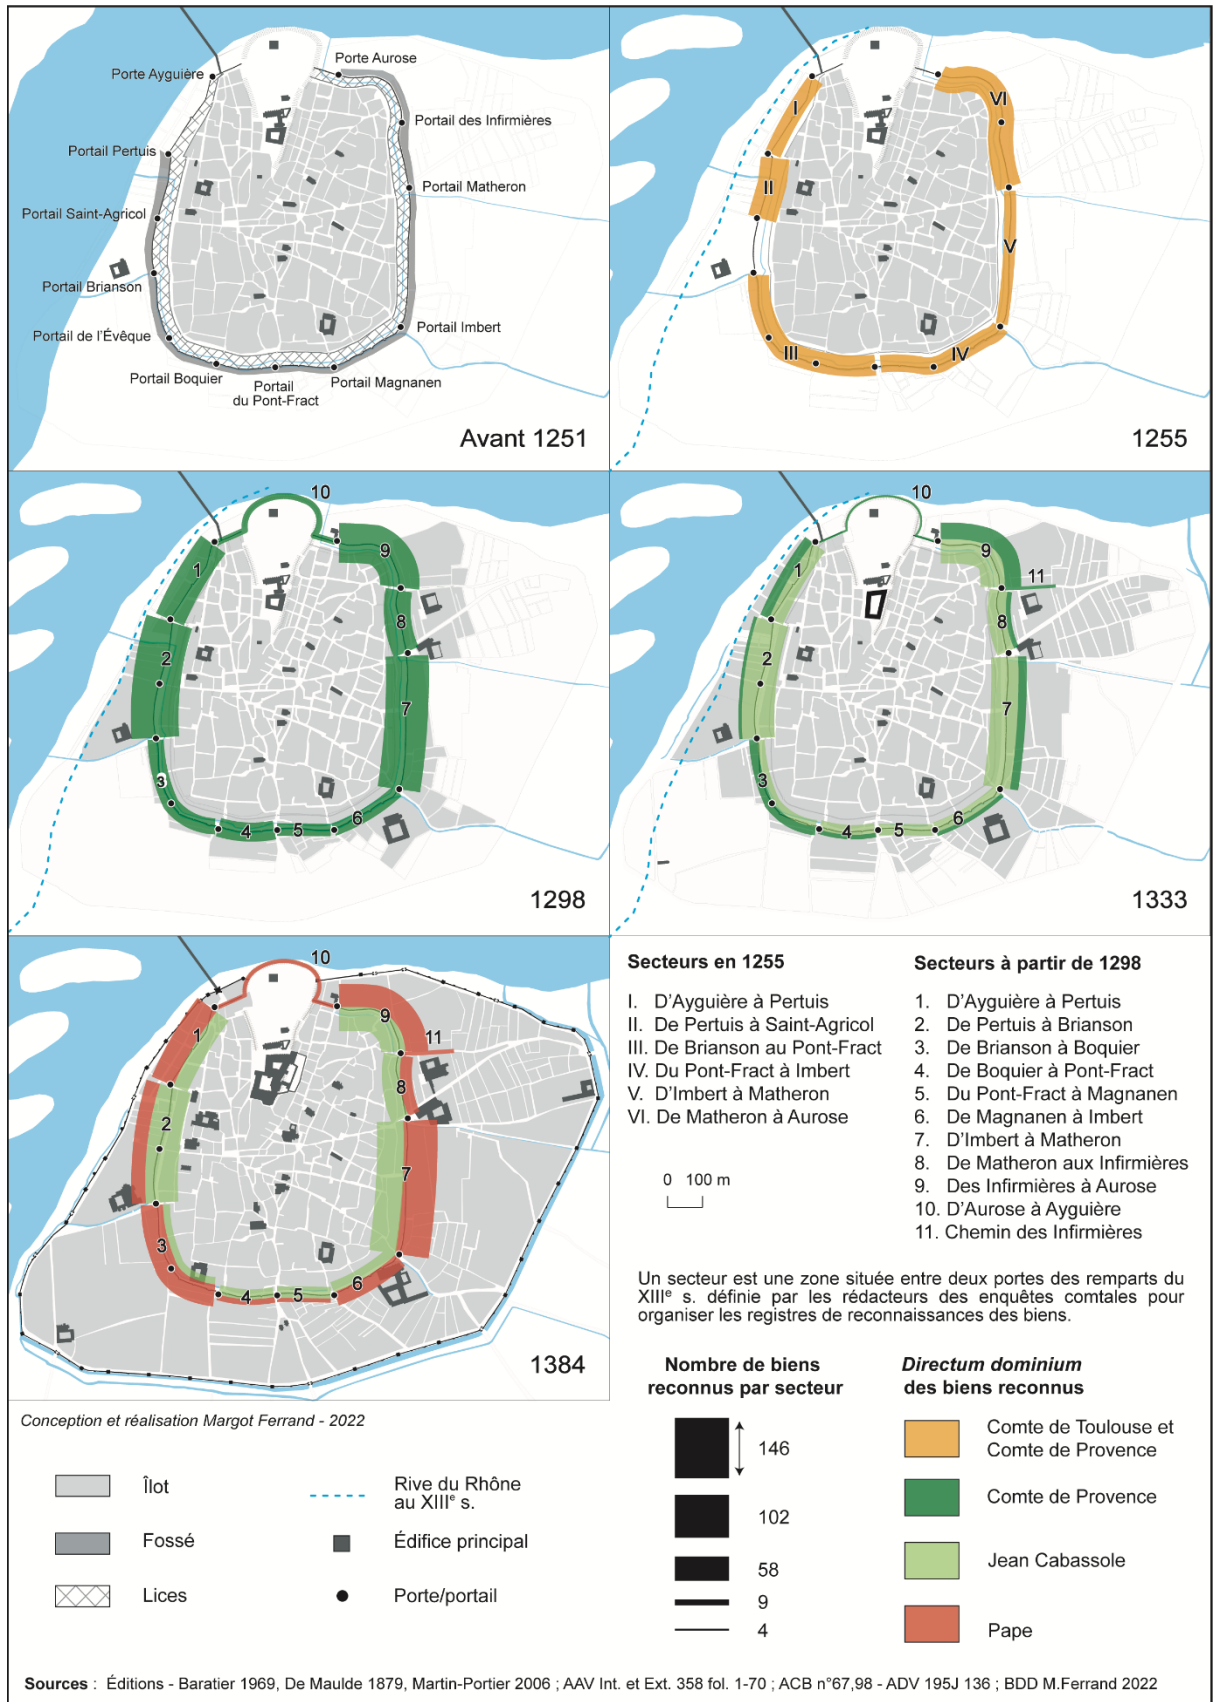 Porte Aurose
Porte Ayguière
Portail des Infirmières
Portail Pertuis
Portail Matheron
Portail Saint-Agricol
Portail Brianson
Portail Imbert
Portail de l'Évêque
Portail Boquier
Portail
du Pont-Fract
Portail Magnanen
Avant 1251
I
II
III
IV
V
VI
1255
10
1
9
8
2
7
3
4
5
6
1298
10
1
9
11
8
2
7
3
4
5
6
1333
10
1
9
11
8
2
7
3
4
5
6
1384
Secteurs en 1255
I. D'Ayguière à Pertuis
II. De Pertuis à Saint-Agricol
III. De Brianson au Pont-Fract
IV. Du Pont-Fract à Imbert
V. D'Imbert à Matheron
VI. De Matheron à Aurose
0 100 m
Secteurs à partir de 1298
1. D'Ayguière à Pertuis
2. De Pertuis à Brianson
3. De Brianson à Boquier
4. De Boquier à Pont-Fract
5. Du Pont-Fract à Magnanen
6. De Magnanen à Imbert
7. D'Imbert à Matheron
8. De Matheron aux Infirmières
9. Des Infirmières à Aurose
10. D'Aurose à Ayguière
11. Chemin des Infirmières
Un secteur est une zone située entre deux portes des remparts du
XIIIe s. définie par les rédacteurs des enquêtes comtales pour
organiser les registres de reconnaissances des biens.
Nombre de biens
reconnus par secteur
146
102
58
9
4
Directum dominium
des biens reconnus
Comte de Toulouse et
Comte de Provence
Comte de Provence
Jean Cabassole
Pape
Conception et réalisation Margot Ferrand - 2022
Îlot
Fossé
Lices
Rive du Rhône
au XIIIe s.
Édifice principal
Porte/portail
Sources : Éditions - Baratier 1969, De Maulde 1879, Martin-Portier 2006 ; AAV Int. et Ext. 358 fol. 1-70 ; ACB n°67,98 - ADV 195J 136 ; BDD M.Ferrand 2022